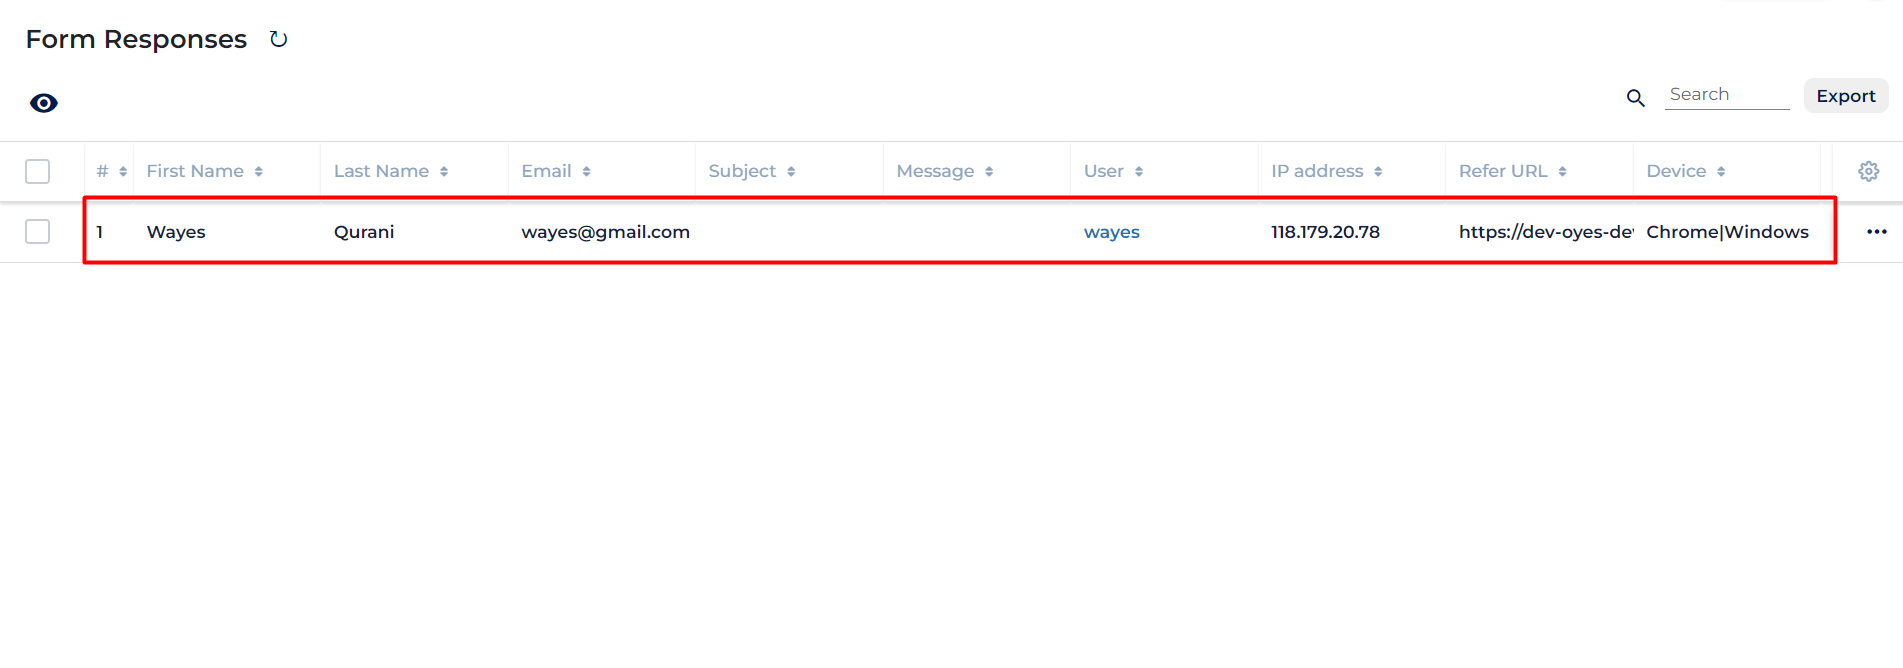 Form Responses
Search Export
# First Name Last Name Email Subject Message User IP address Refer URL Device
1 Wayes Qurani wayes@gmail.com wayes 118.179.20.78 https://dev-oyes-de Chrome|Windows